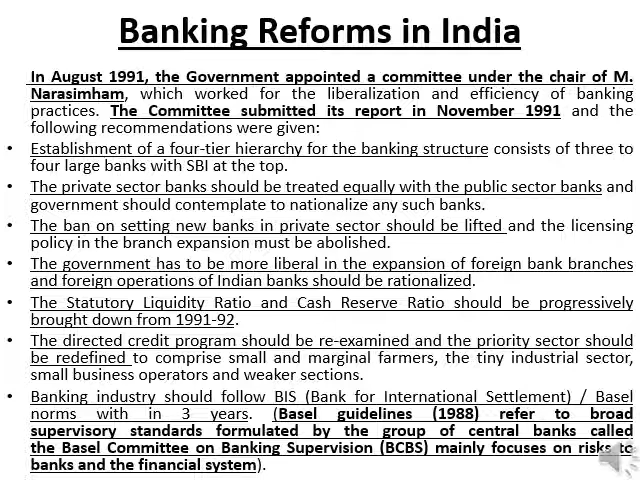 Banking Reforms in India
In August 1991, the Government appointed a committee under the chair of M.
Narasimham, which worked for the liberalization and efficiency of banking
practices. The Committee submitted its report in November 1991 and the
following recommendations were given:
• Establishment of a four-tier hierarchy for the banking structure consists of three to
four large banks with SBI at the top.
• The private sector banks should be treated equally with the public sector banks and
government should contemplate to nationalize any such banks.
• The ban on setting new banks in private sector should be lifted and the licensing
policy in the branch expansion must be abolished.
• The government has to be more liberal in the expansion of foreign bank branches
and foreign operations of Indian banks should be rationalized.
• The Statutory Liquidity Ratio and Cash Reserve Ratio should be progressively
brought down from 1991-92.
• The directed credit program should be re-examined and the priority sector should
be redefined to comprise small and marginal farmers, the tiny industrial sector,
small business operators and weaker sections.
• Banking industry should follow BIS (Bank for International Settlement) / Basel
norms with in 3 years. (Basel guidelines (1988) refer to broad
supervisory standards formulated by the group of central banks called
the Basel Committee on Banking Supervision (BCBS) mainly focuses on risks to
banks and the financial system).